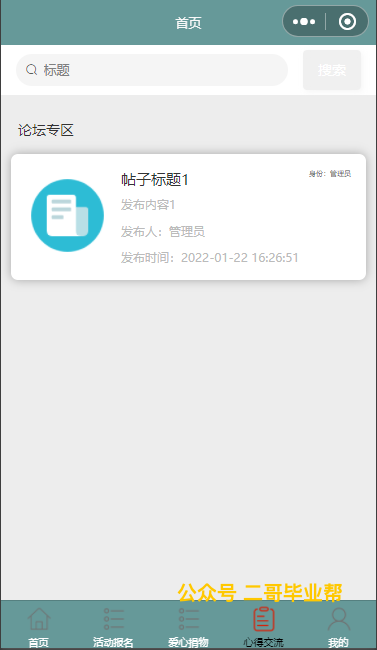 首页
标题
搜索
论坛专区
帖子标题1
身份：管理员
发布内容1
发布人：管理员
发布时间：2022-01-22 16:26:51
公众号 二哥毕业帮
首页
活动报名
爱心捐物
心得交流
我的